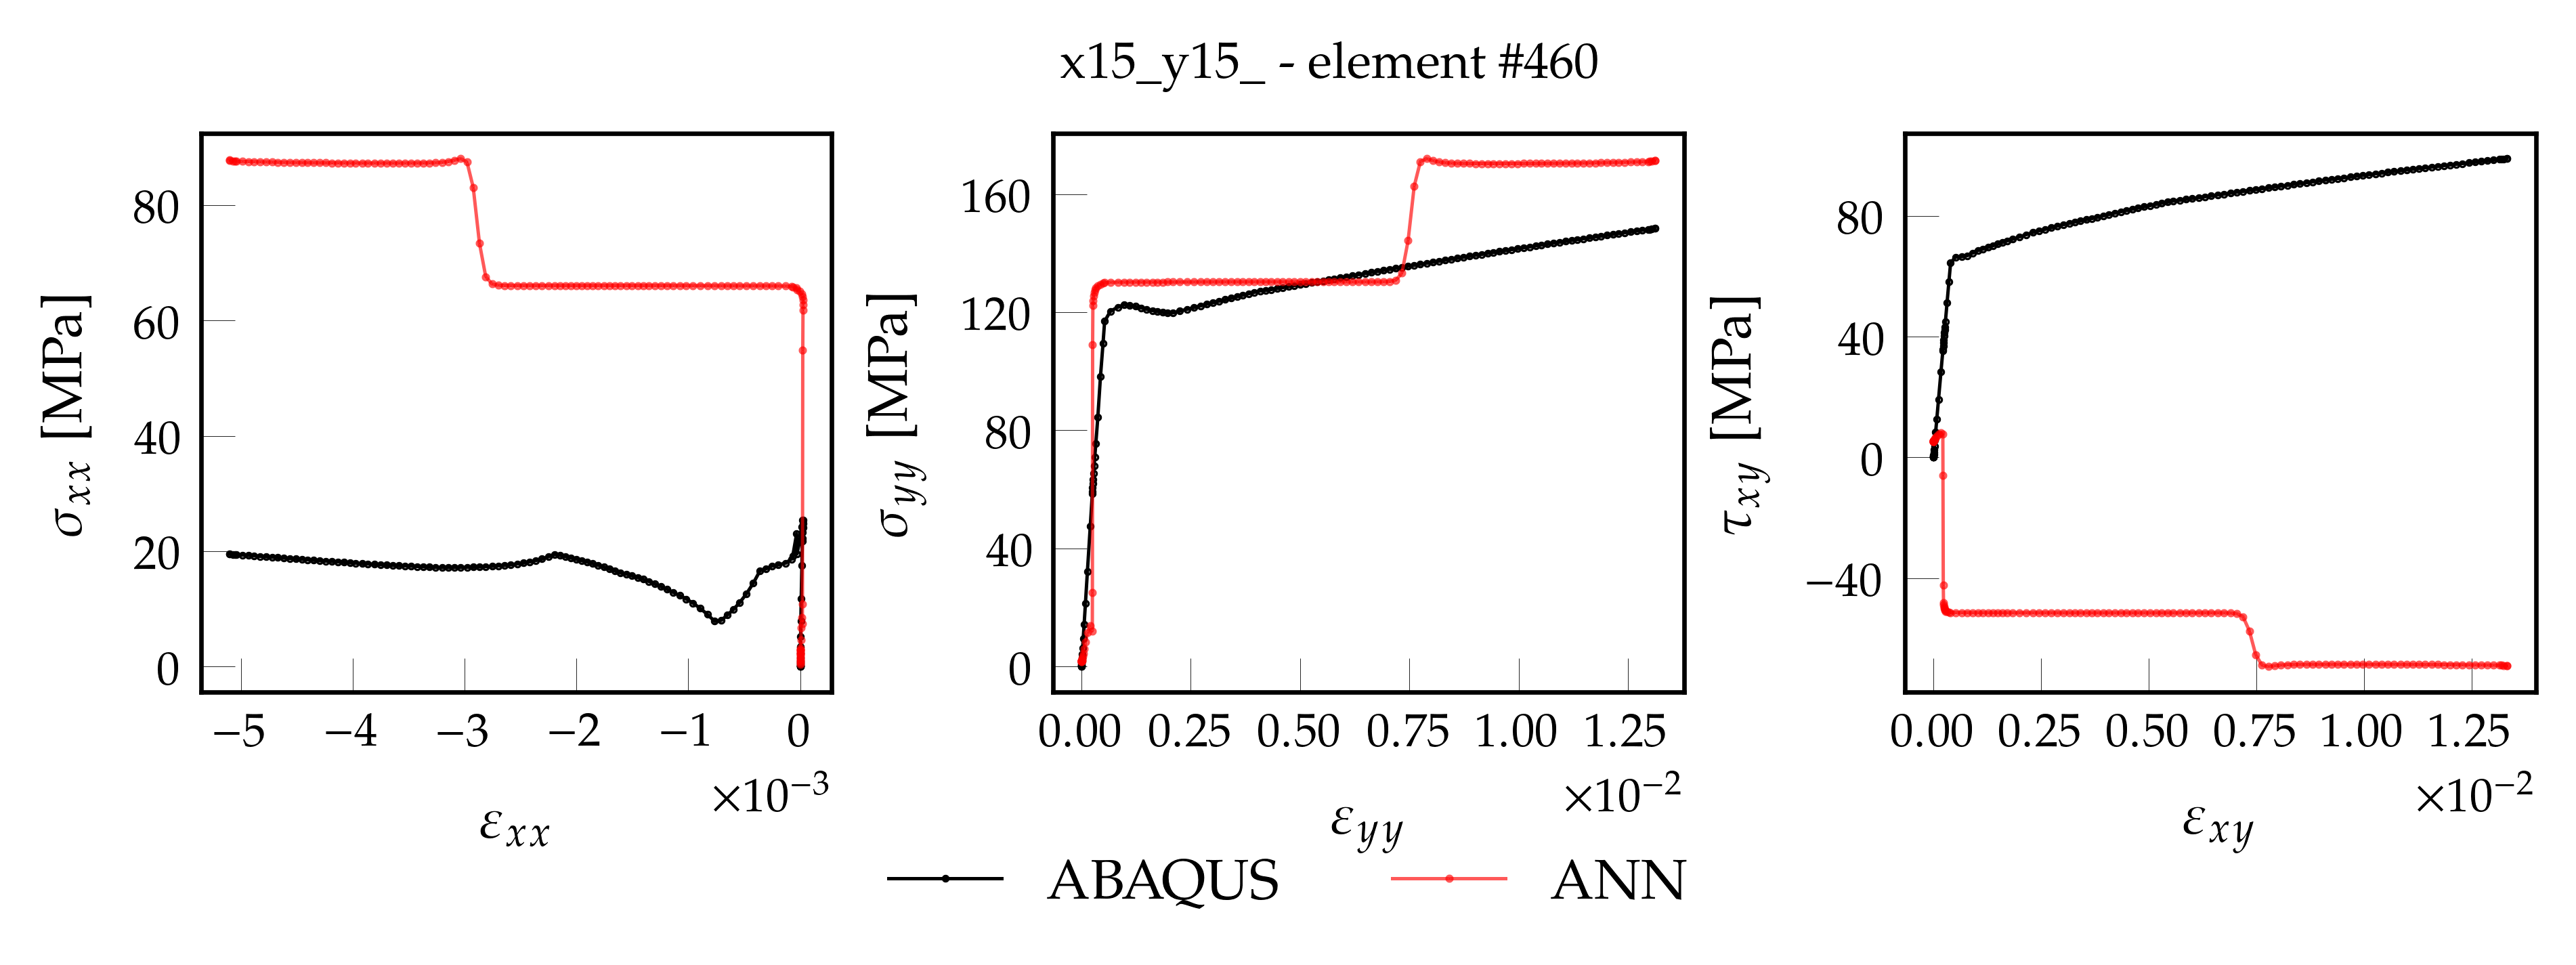 x15_y15_ - element #460
σxx [MPa]
80
60
40
20
0
−5 −4 −3 −2 −1 0
×10−3
εxx
σyy [MPa]
160
120
80
40
0
0.00 0.25 0.50 0.75 1.00 1.25
×10−2
εyy
τxy [MPa]
80
40
0
−40
0.00 0.25 0.50 0.75 1.00 1.25
×10−2
εxy
ABAQUS ANN